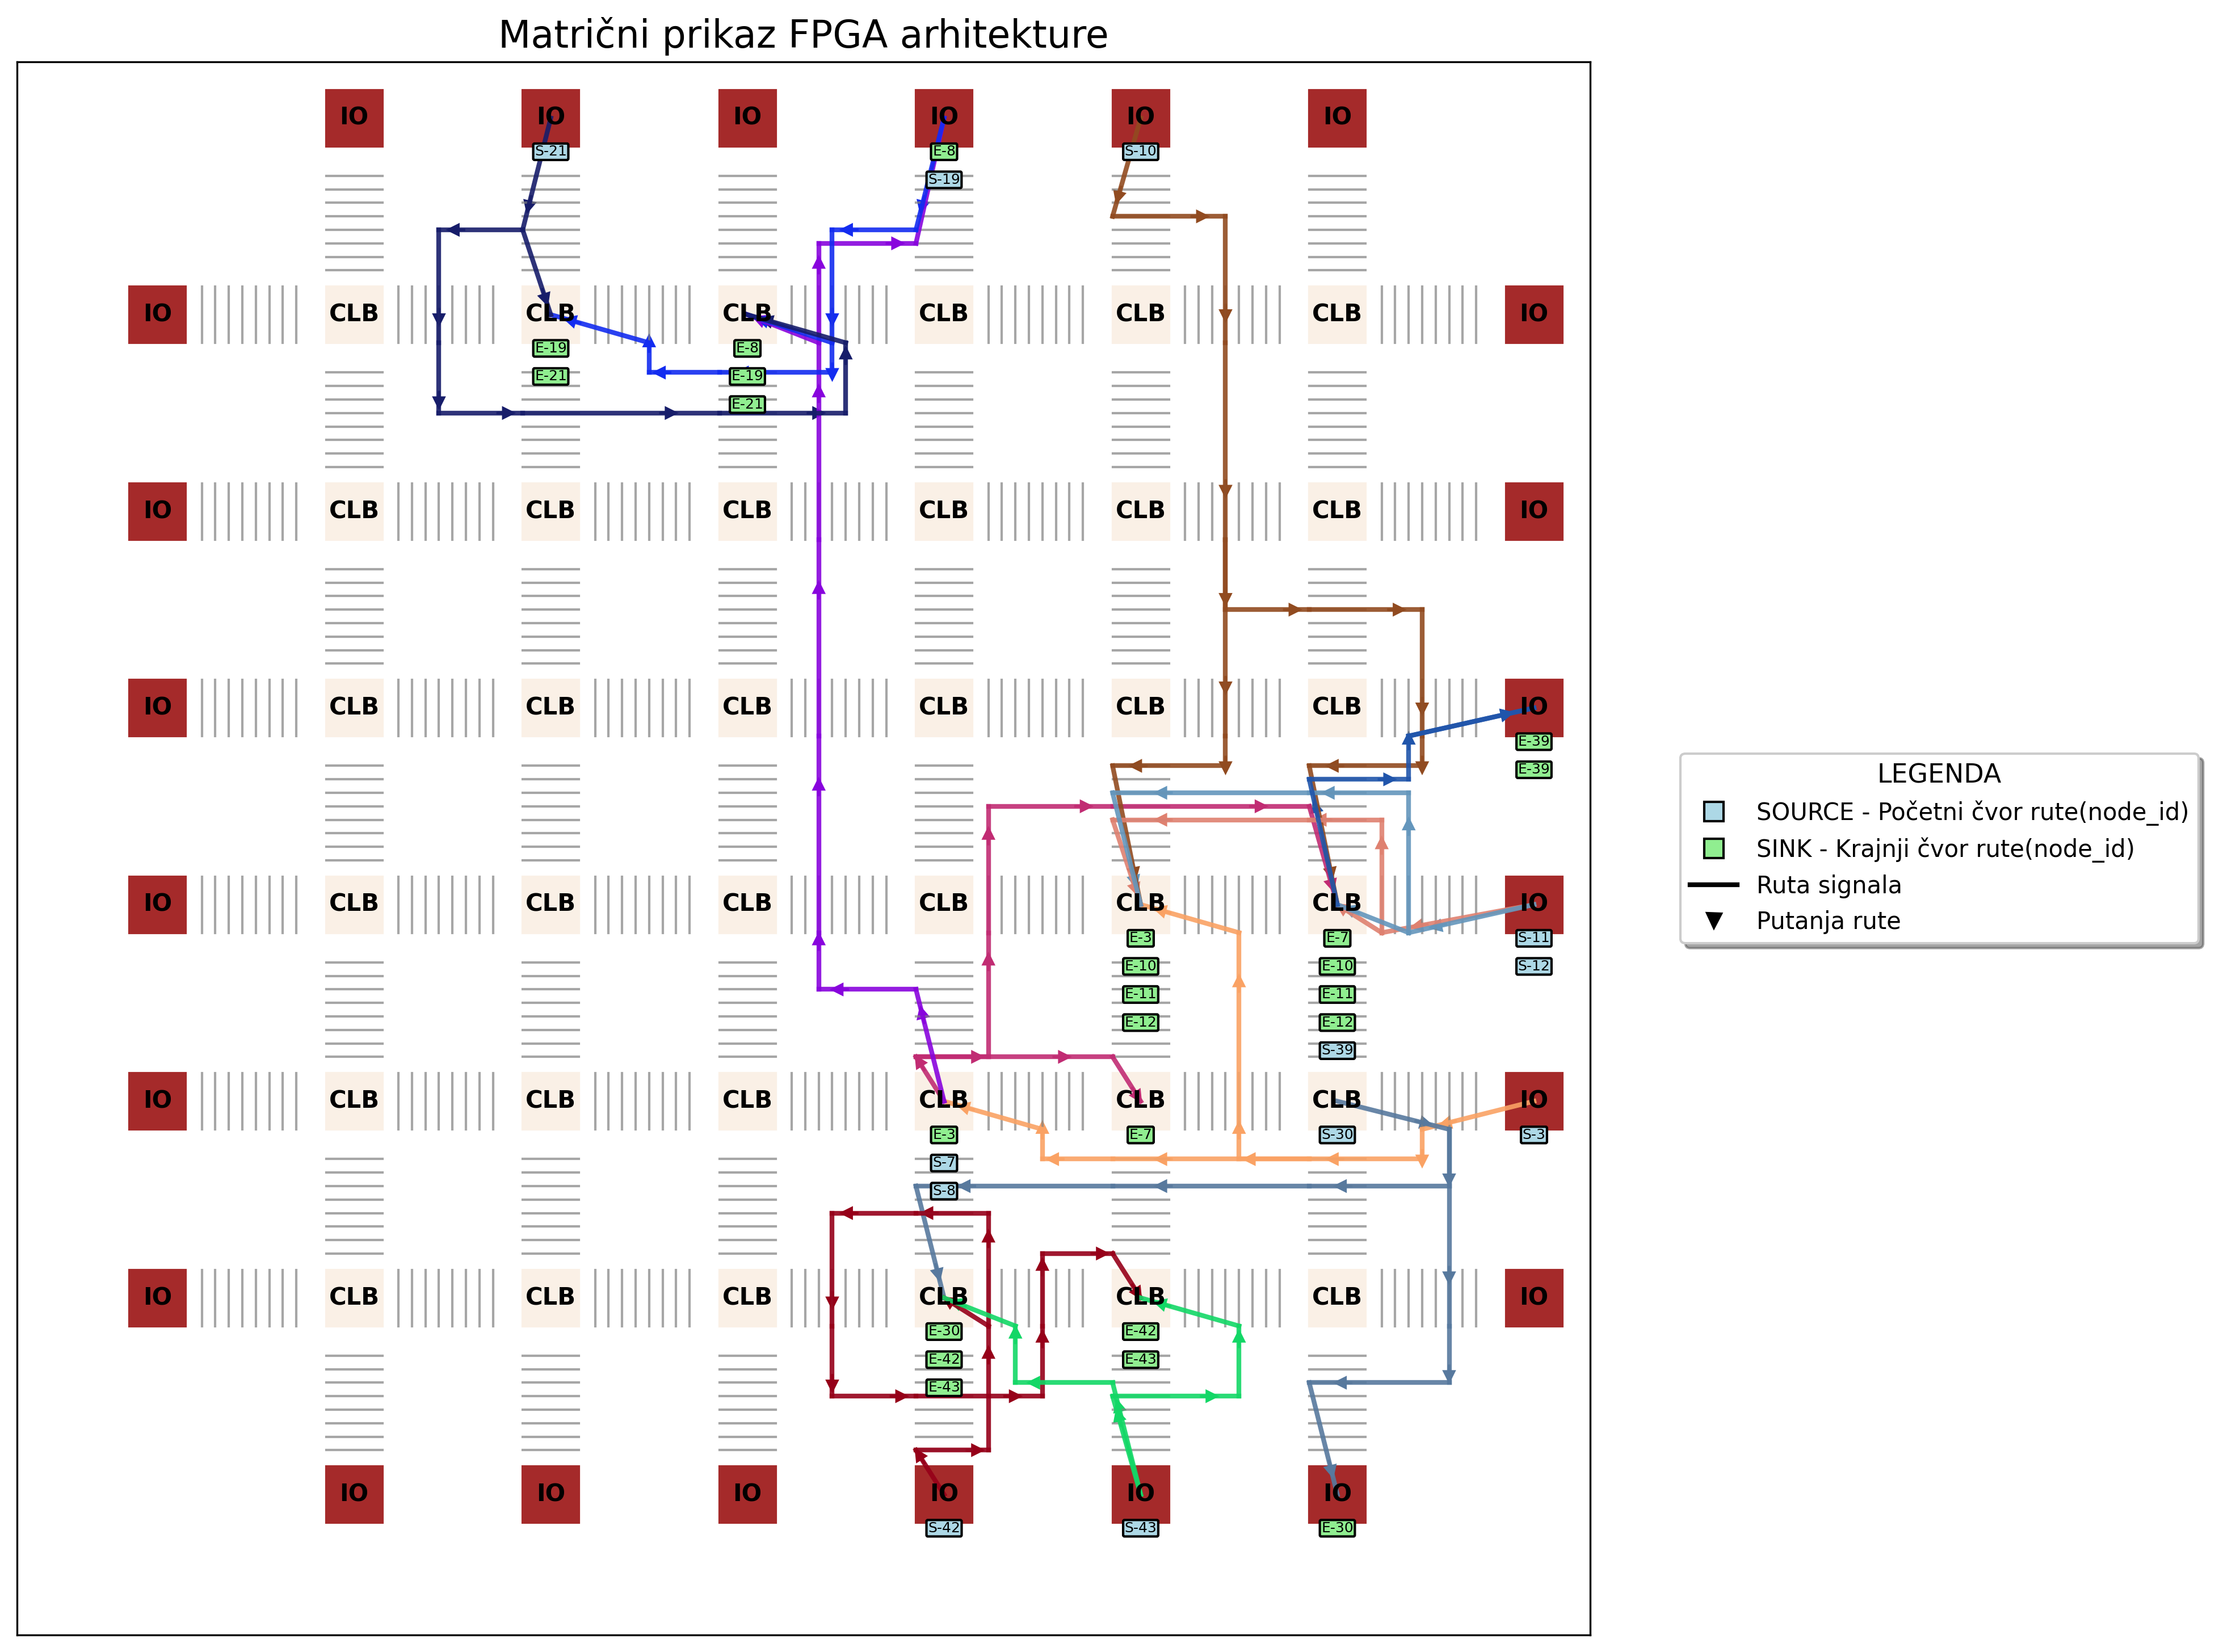 Matrični prikaz FPGA arhitekture
IO IO IO IO IO IO
S-21 E-8 S-10
S-19
IO CLB CLB CLB CLB CLB CLB IO
E-19 E-8
E-21 E-19
E-21
IO CLB CLB CLB CLB CLB CLB IO
IO CLB CLB CLB CLB CLB CLB IO
E-39
E-39
IO CLB CLB CLB CLB CLB CLB IO
E-3 E-7 S-11
E-10 E-10 S-12
E-11 E-11
E-12 E-12
S-39
IO CLB CLB CLB CLB CLB CLB IO
E-3 E-7 S-30 S-3
S-7
S-8
IO CLB CLB CLB CLB CLB CLB IO
E-30 E-42
E-42 E-43
E-43
IO IO IO IO IO IO
S-42 S-43 E-30
LEGENDA
SOURCE - Početni čvor rute(node_id)
SINK - Krajnji čvor rute(node_id)
Ruta signala
Putanja rute